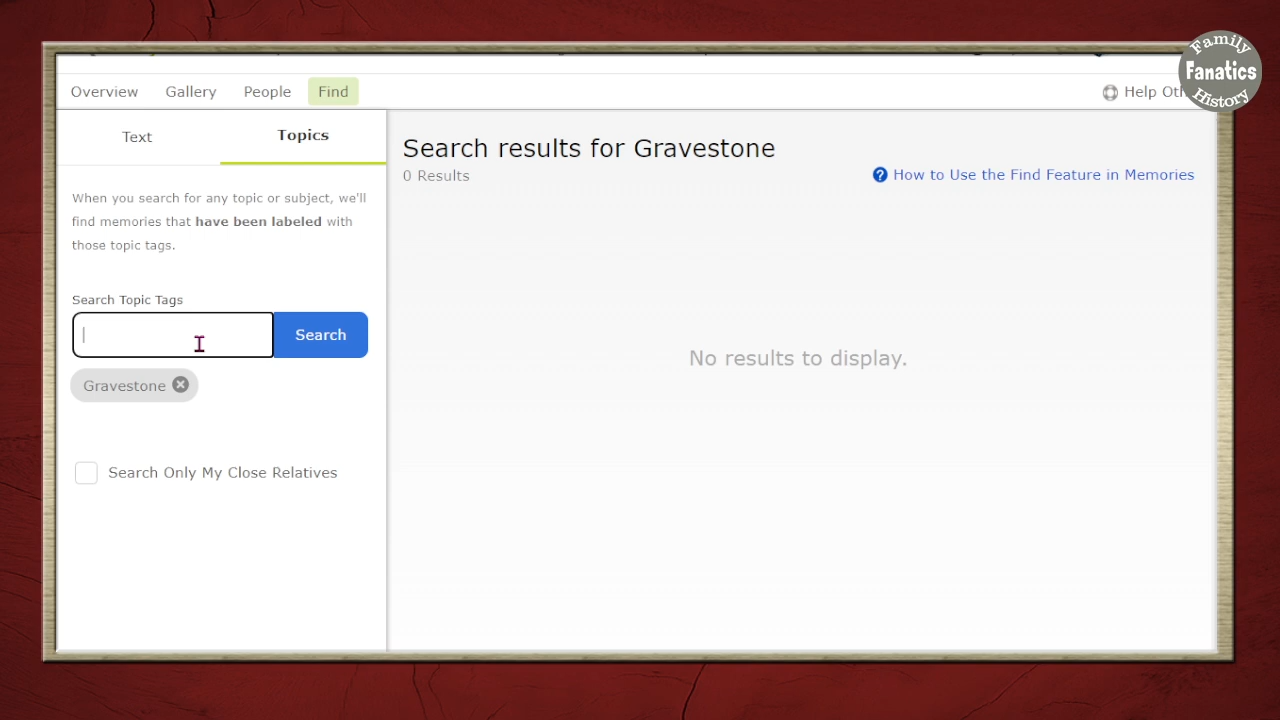 Family
Fanatics
History
Overview Gallery People Find
Text Topics
When you search for any topic or subject, we'll
find memories that have been labeled with
those topic tags.
Search Topic Tags
Search
Gravestone
Search Only My Close Relatives
Search results for Gravestone
0 Results
How to Use the Find Feature in Memories
No results to display.
Help